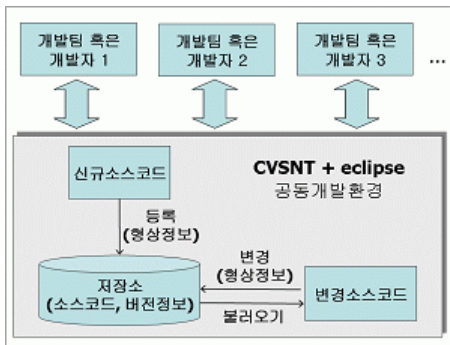 개발팀 혹은
개발자 1
개발팀 혹은
개발자 2
개발팀 혹은
개발자 3
...
신규소스코드
CVSNT + eclipse
공동개발환경
등록
(형상정보)
변경
(형상정보)
저장소
(소스코드, 버전정보)
변경소스코드
불러오기